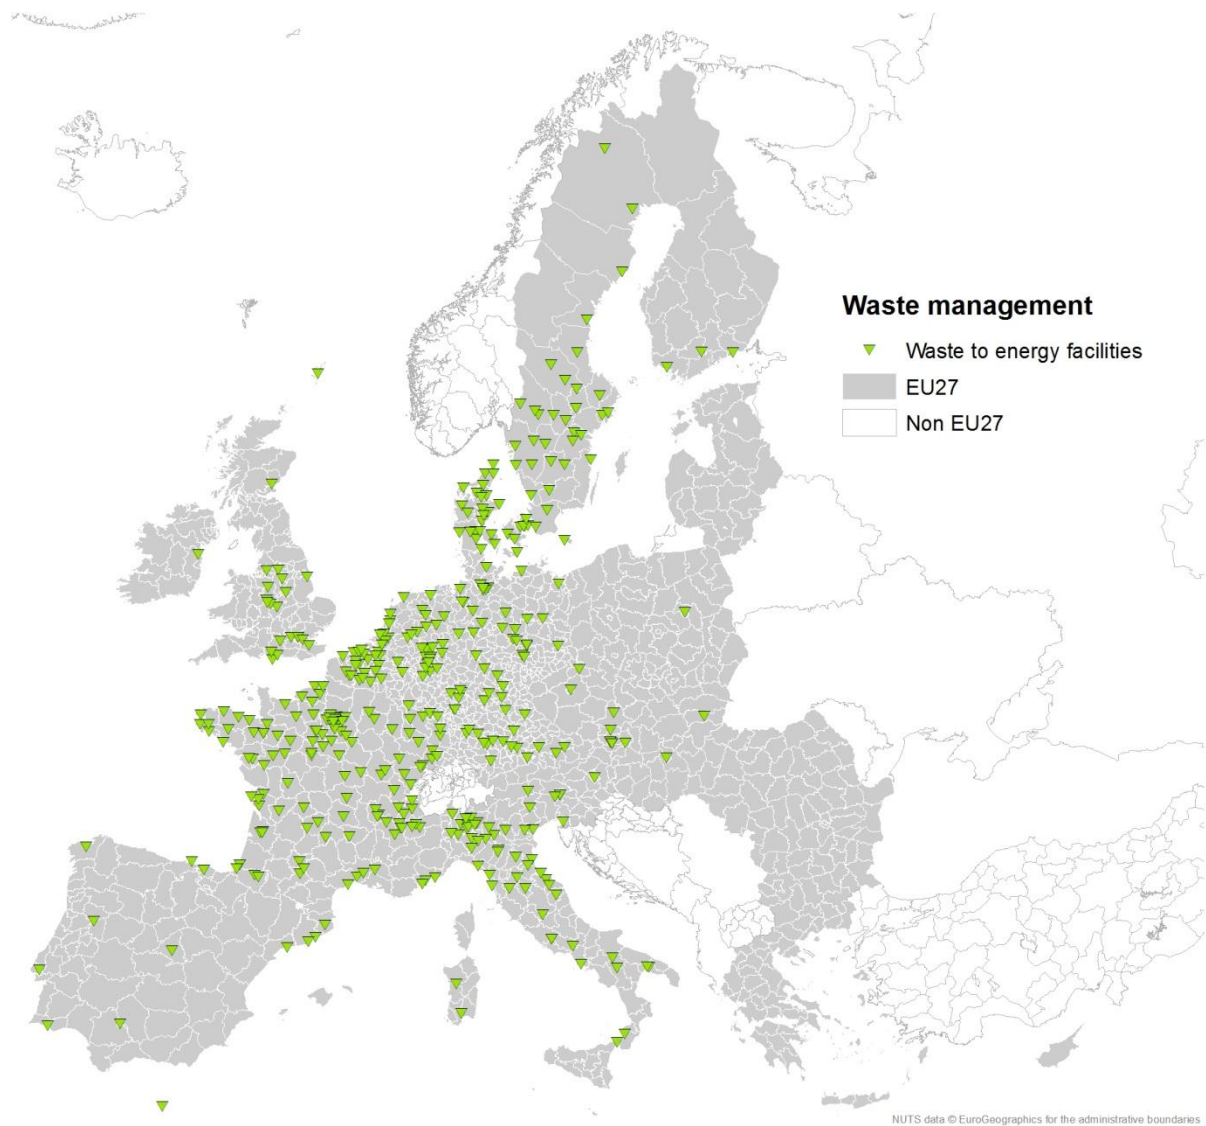 Waste management
Waste to energy facilities
EU27
Non EU27
NUTS data © EuroGeographics for the administrative boundaries